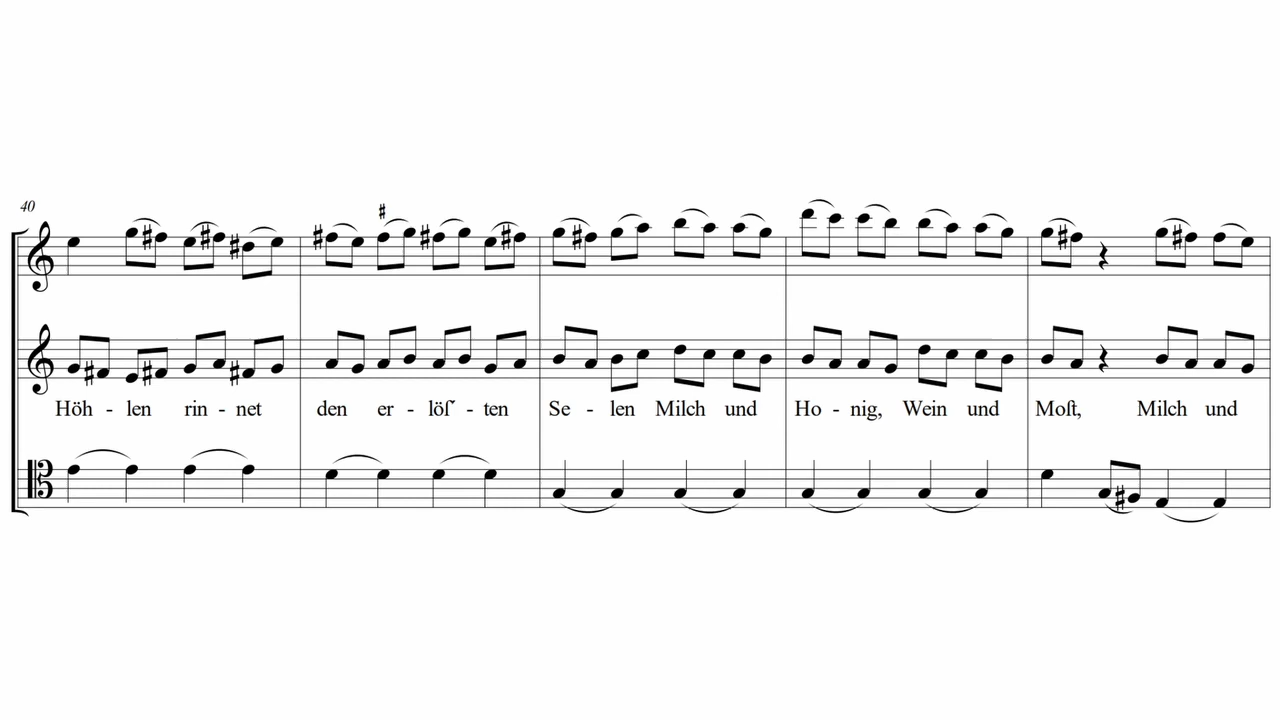 40
Höh - len rin - net den er - löſ - ten Se - len Milch und Ho - nig, Wein und Moſt, Milch und